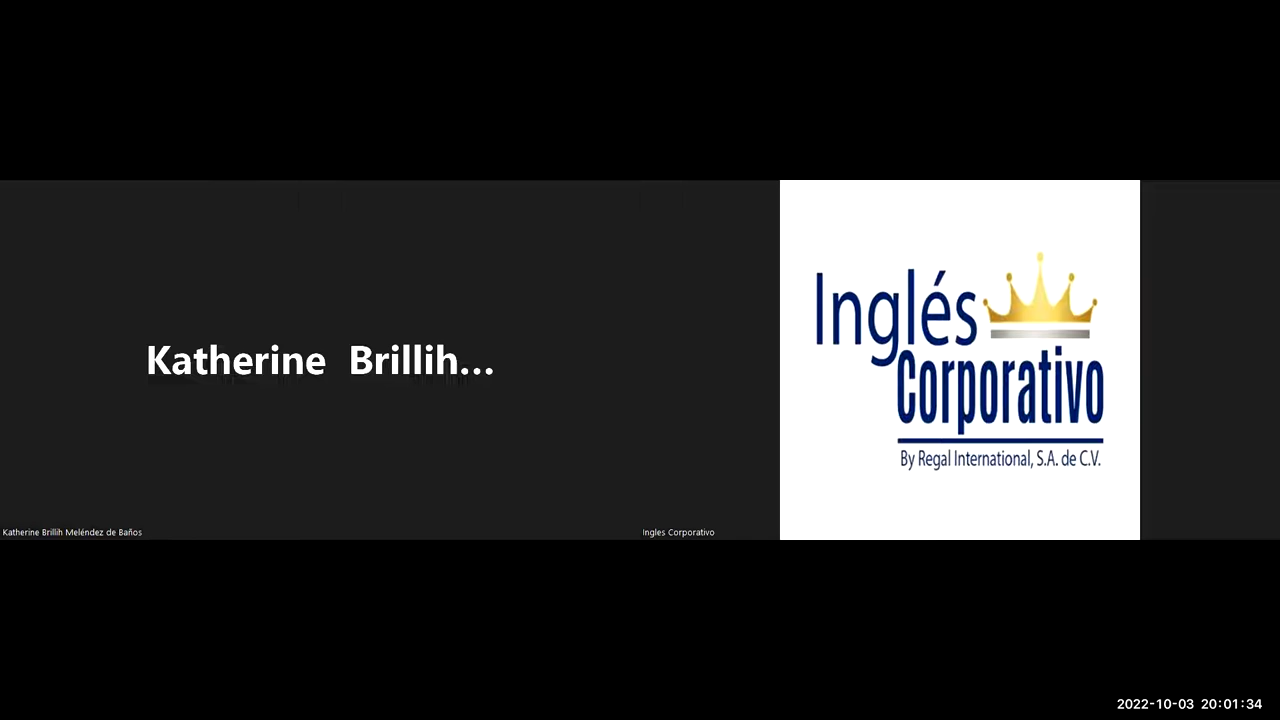 Katherine Brillih...
Katherine Brillih Meléndez de Baños
Inglés
Corporativo
By Regal International, S.A. de C.V.
Ingles Corporativo
2022-10-03 20:01:34